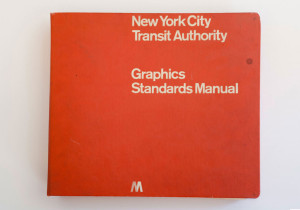 New York City
Transit Authority
Graphics
Standards Manual
M